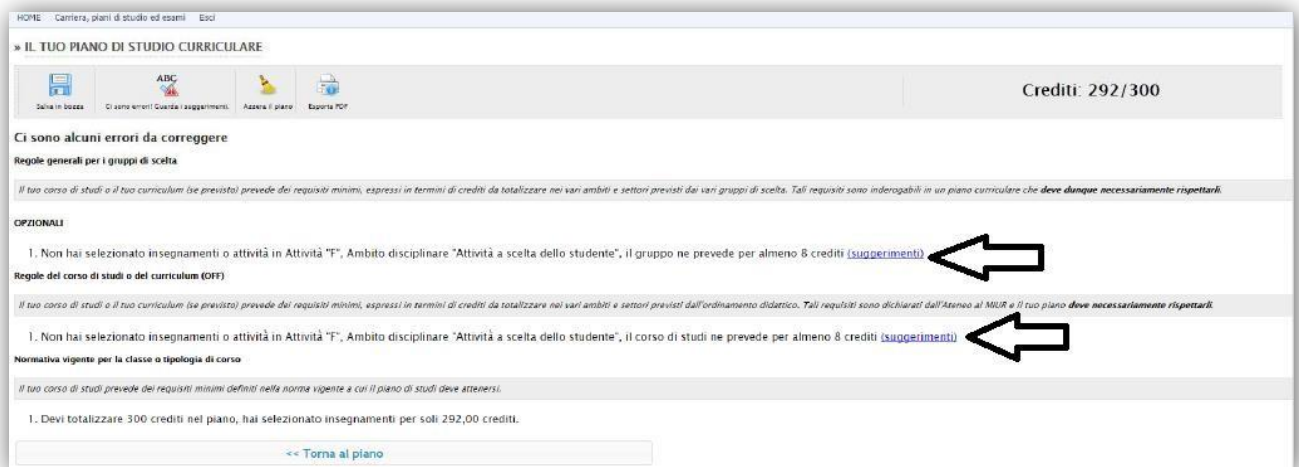 HOME Carriera, piani di studio ed esami Esci
» IL TUO PIANO DI STUDIO CURRICULARE
ABC
Salva in bozza Ci sono errori! Guarda i suggerimenti. Azzera il piano Esporta PDF
Crediti: 292/300
Ci sono alcuni errori da correggere
Regole generali per i gruppi di scelta
Il tuo corso di studi o il tuo curriculum (se previsto) prevede dei requisiti minimi, espressi in termini di crediti da totalizzare nei vari ambiti e settori previsti dai vari gruppi di scelta. Tali requisiti sono inderogabili in un piano curriculare che deve dunque necessariamente rispettarli.
OPZIONALI
1. Non hai selezionato insegnamenti o attività in Attività "F", Ambito disciplinare "Attività a scelta dello studente", il gruppo ne prevede per almeno 8 crediti (suggerimenti)
Regole del corso di studi o del curriculum (OFF)
Il tuo corso di studi o il tuo curriculum (se previsto) prevede dei requisiti minimi, espressi in termini di crediti da totalizzare nei vari ambiti e settori previsti dall'ordinamento didattico. Tali requisiti sono dichiarati dall'Ateneo al MIUR e il tuo piano deve necessariamente rispettarli.
1. Non hai selezionato insegnamenti o attività in Attività "F", Ambito disciplinare "Attività a scelta dello studente", il corso di studi ne prevede per almeno 8 crediti (suggerimenti)
Normativa vigente per la classe o tipologia di corso
Il tuo corso di studi prevede dei requisiti minimi definiti nella norma vigente a cui il piano di studi deve attenersi.
1. Devi totalizzare 300 crediti nel piano, hai selezionato insegnamenti per soli 292,00 crediti.
<< Torna al piano